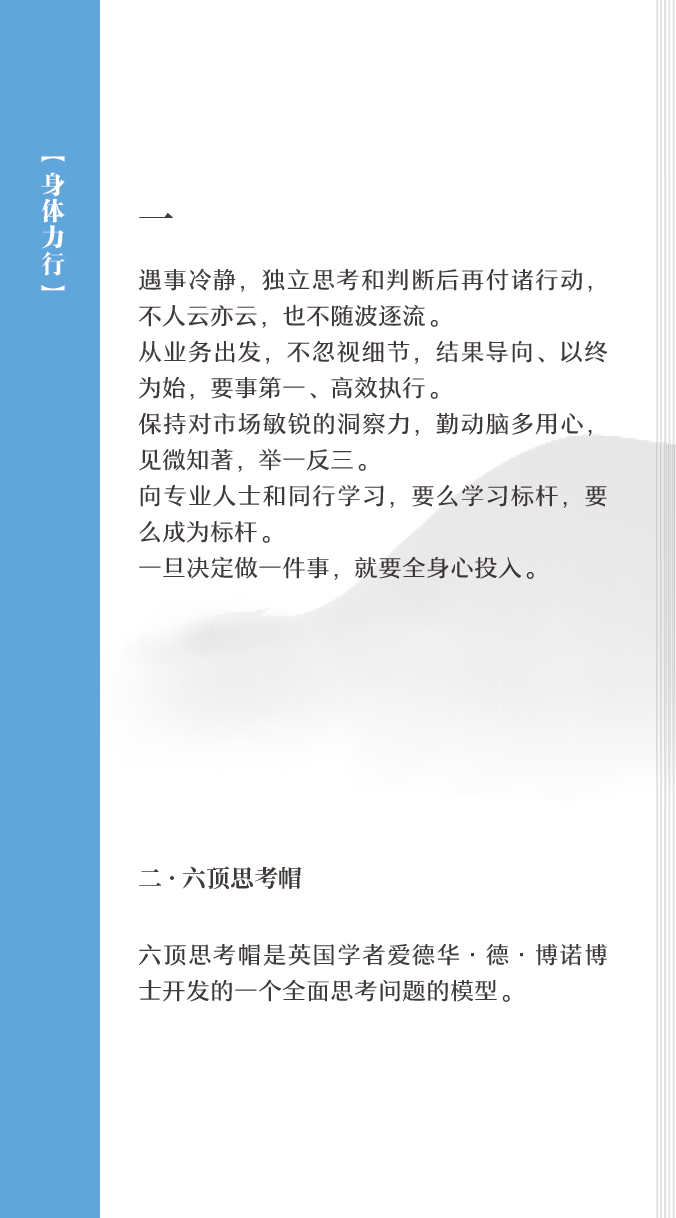 【身体力行】
一
遇事冷静，独立思考和判断后再付诸行动，
不人云亦云，也不随波逐流。
从业务出发，不忽视细节，结果导向、以终
为始，要事第一、高效执行。
保持对市场敏锐的洞察力，勤动脑多用心，
见微知著，举一反三。
向专业人士和同行学习，要么学习标杆，要
么成为标杆。
一旦决定做一件事，就要全身心投入。
二·六顶思考帽
六顶思考帽是英国学者爱德华·德·博诺博
士开发的一个全面思考问题的模型。